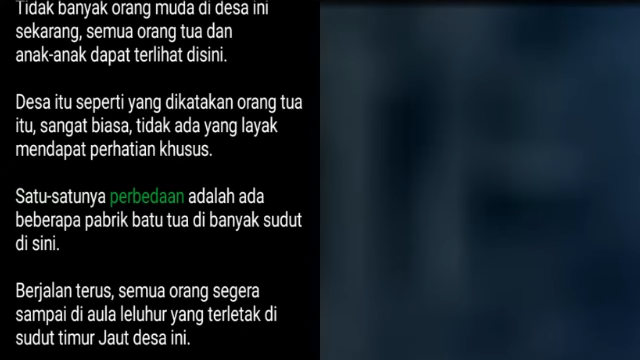 Tidak banyak orang muda di desa ini
sekarang, semua orang tua dan
anak-anak dapat terlihat disini.
Desa itu seperti yang dikatakan orang tua
itu, sangat biasa, tidak ada yang layak
mendapat perhatian khusus.
Satu-satunya perbedaan adalah ada
beberapa pabrik batu tua di banyak sudut
di sini.
Berjalan terus, semua orang segera
sampai di aula leluhur yang terletak di
sudut timur Jaut desa ini.